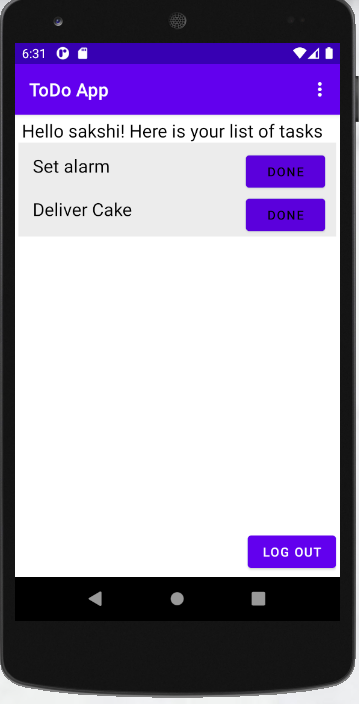 6:31
ToDo App
Hello sakshi! Here is your list of tasks
Set alarm
DONE
Deliver Cake
DONE
LOG OUT